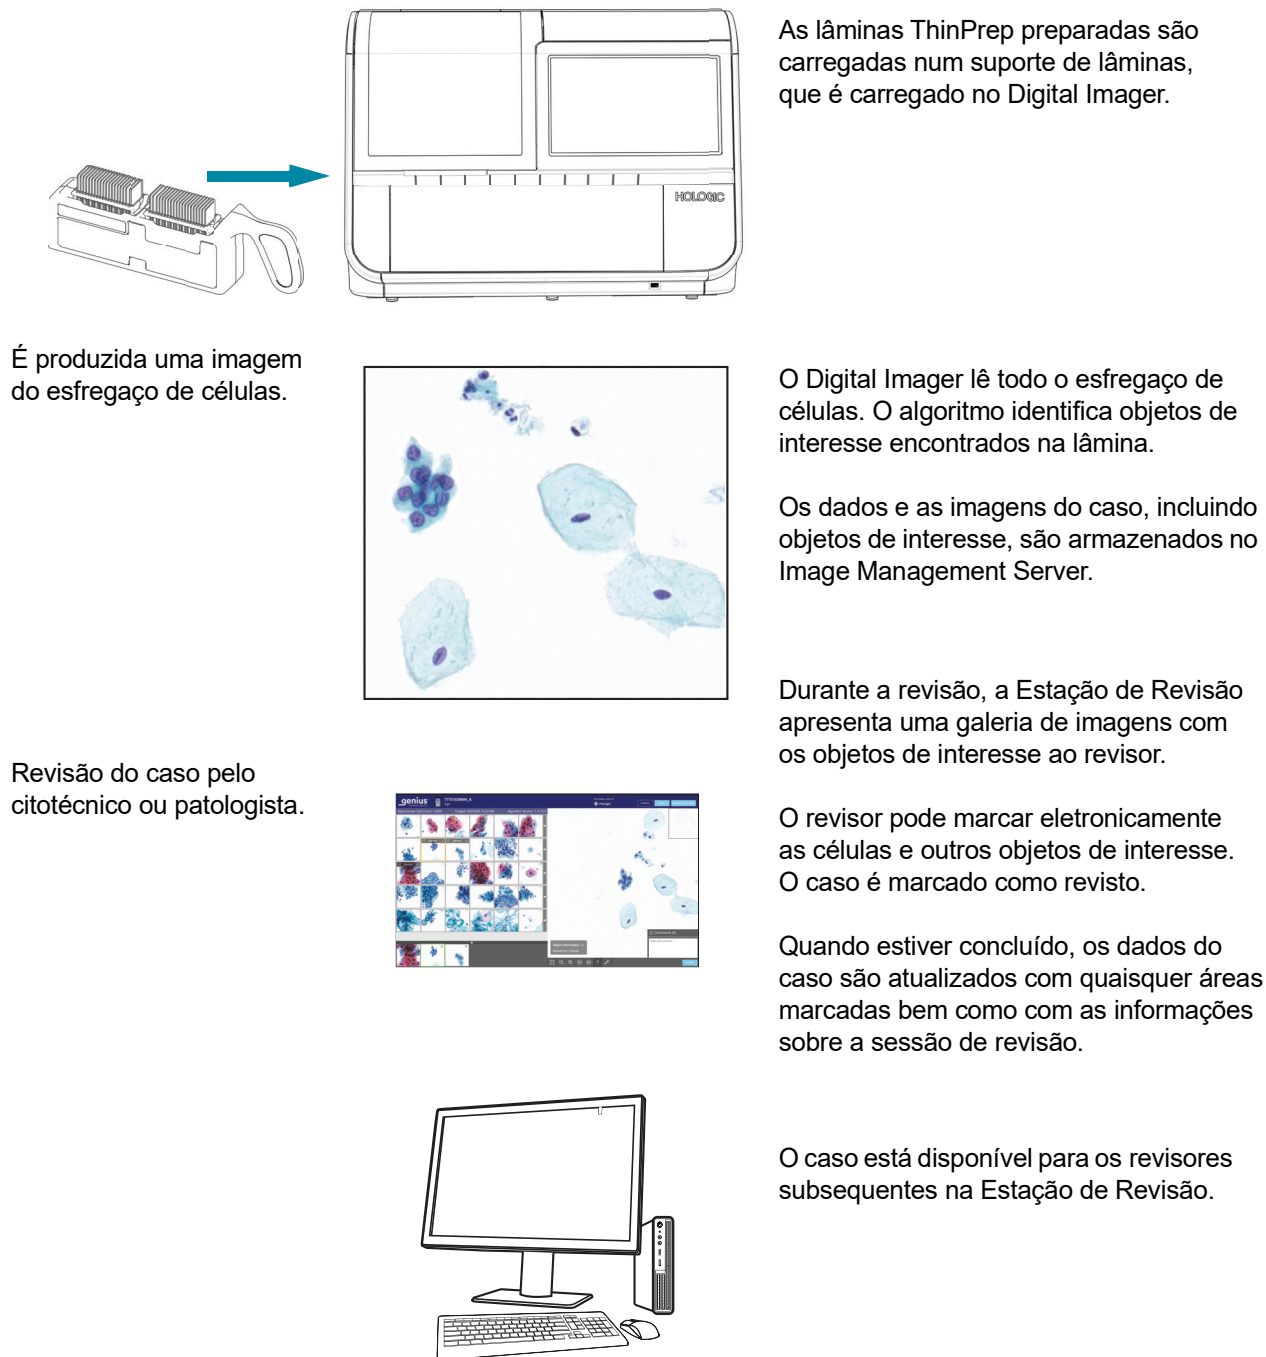 As lâminas ThinPrep preparadas são
carregadas num suporte de lâminas,
que é carregado no Digital Imager.
HOLOGIC
É produzida uma imagem
do esfregaço de células.
O Digital Imager lê todo o esfregaço de
células. O algoritmo identifica objetos de
interesse encontrados na lâmina.
Os dados e as imagens do caso, incluindo
objetos de interesse, são armazenados no
Image Management Server.
Durante a revisão, a Estação de Revisão
apresenta uma galeria de imagens com
os objetos de interesse ao revisor.
Revisão do caso pelo
citotécnico ou patologista.
genius
O revisor pode marcar eletronicamente
as células e outros objetos de interesse.
O caso é marcado como revisto.
Quando estiver concluído, os dados do
caso são atualizados com quaisquer áreas
marcadas bem como com as informações
sobre a sessão de revisão.
O caso está disponível para os revisores
subsequentes na Estação de Revisão.